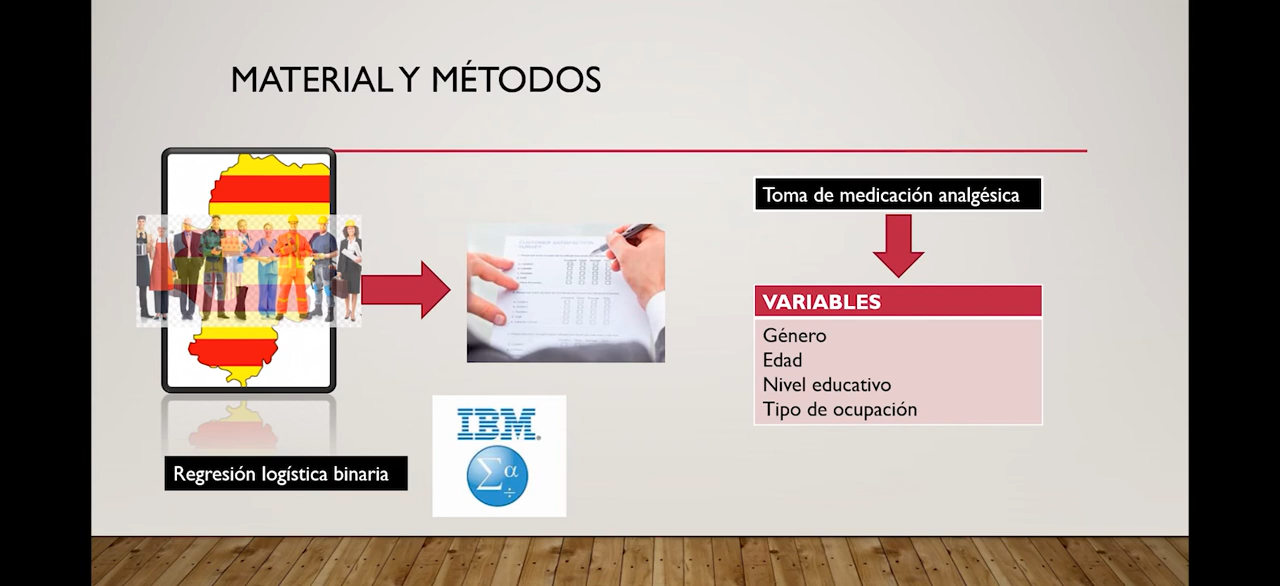 MATERIAL Y MÉTODOS
Toma de medicación analgésica
VARIABLES
Género
Edad
Nivel educativo
Tipo de ocupación
IBM
Σ α ÷
Regresión logística binaria